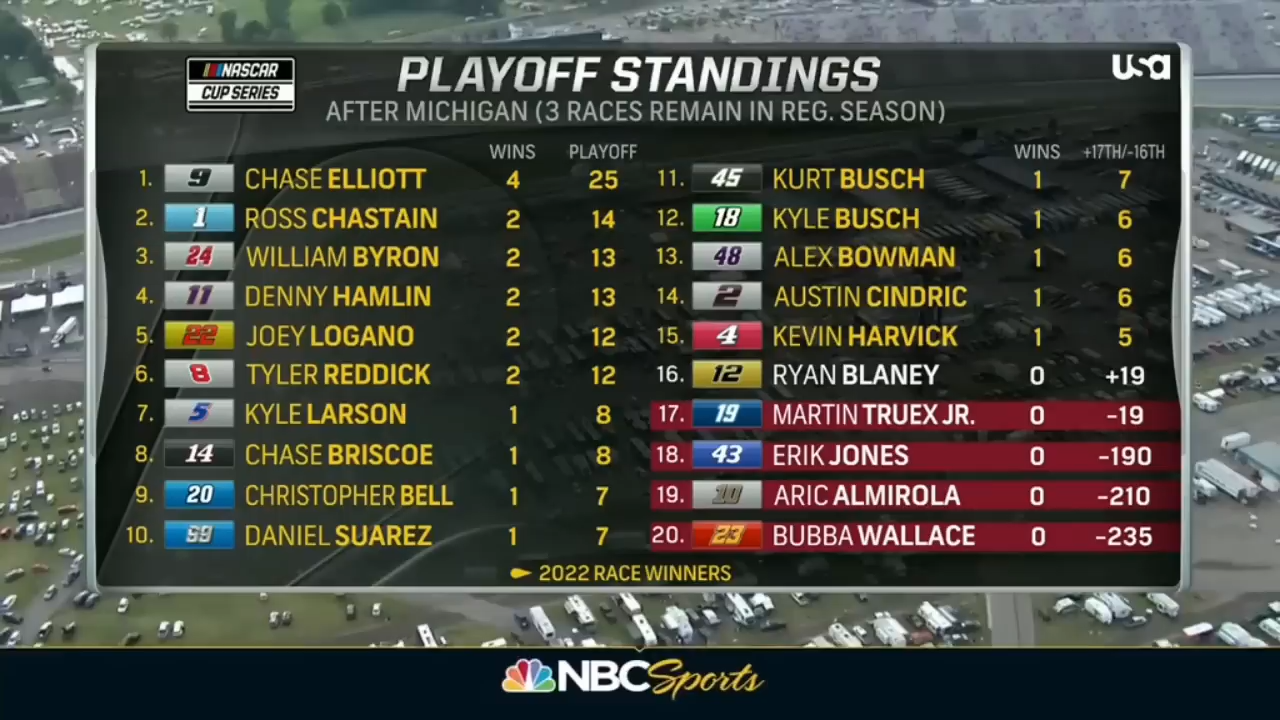 NASCAR
CUP SERIES
PLAYOFF STANDINGS
usa
AFTER MICHIGAN (3 RACES REMAIN IN REG. SEASON)
WINS PLAYOFF
1. 9 CHASE ELLIOTT 4 25
2. 1 ROSS CHASTAIN 2 14
3. 24 WILLIAM BYRON 2 13
4. 11 DENNY HAMLIN 2 13
5. 22 JOEY LOGANO 2 12
6. 8 TYLER REDDICK 2 12
7. 5 KYLE LARSON 1 8
8. 14 CHASE BRISCOE 1 8
9. 20 CHRISTOPHER BELL 1 7
10. 99 DANIEL SUAREZ 1 7
WINS +17TH/-16TH
11. 45 KURT BUSCH 1 7
12. 18 KYLE BUSCH 1 6
13. 48 ALEX BOWMAN 1 6
14. 2 AUSTIN CINDRIC 1 6
15. 4 KEVIN HARVICK 1 5
16. 12 RYAN BLANEY 0 +19
17. 19 MARTIN TRUEX JR. 0 -19
18. 43 ERIK JONES 0 -190
19. 10 ARIC ALMIROLA 0 -210
20. 23 BUBBA WALLACE 0 -235
2022 RACE WINNERS
NBC Sports